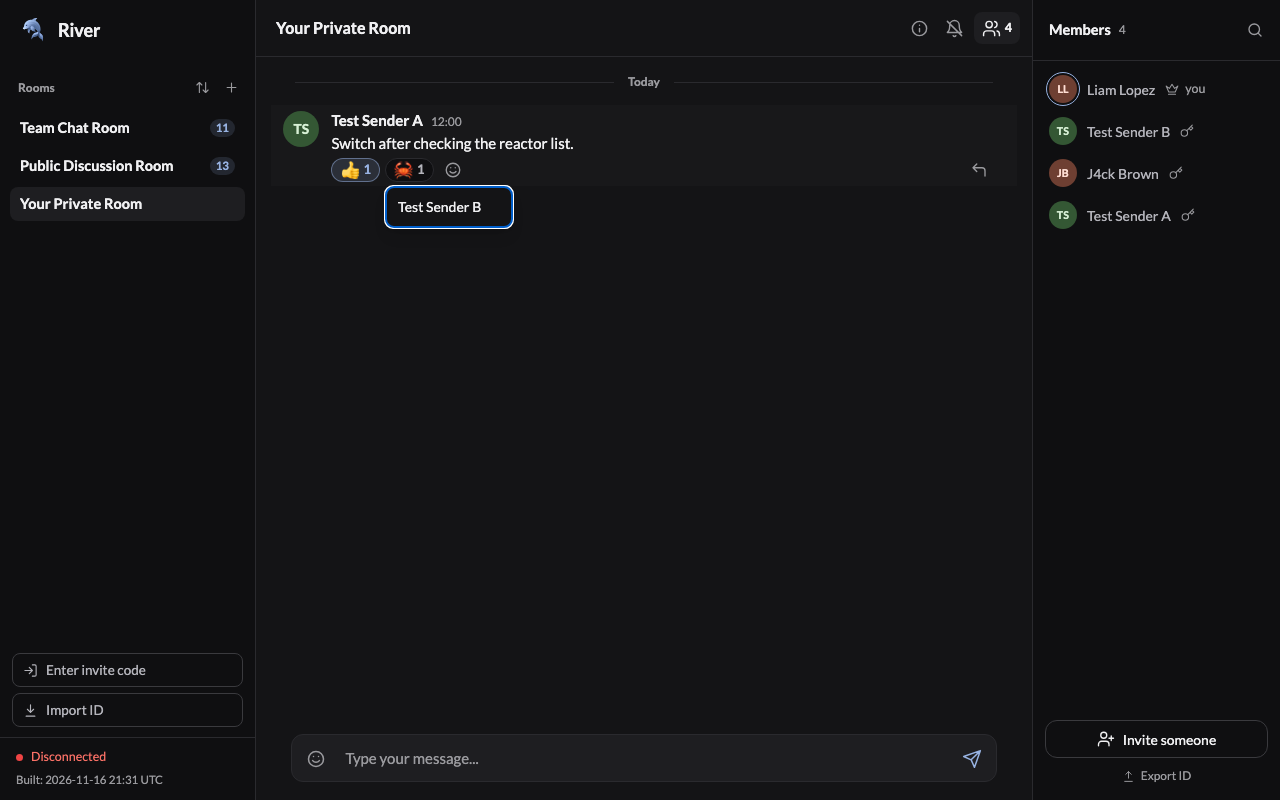 River
Rooms
Team Chat Room 11
Public Discussion Room 13
Your Private Room
Enter invite code
Import ID
Disconnected
Built: 2026-11-16 21:31 UTC
Your Private Room
4
Today
TS
Test Sender A 12:00
Switch after checking the reactor list.
👍 1 🦀 1
Test Sender B
Type your message...
Members 4
LL Liam Lopez you
TS Test Sender B
JB J4ck Brown
TS Test Sender A
Invite someone
Export ID